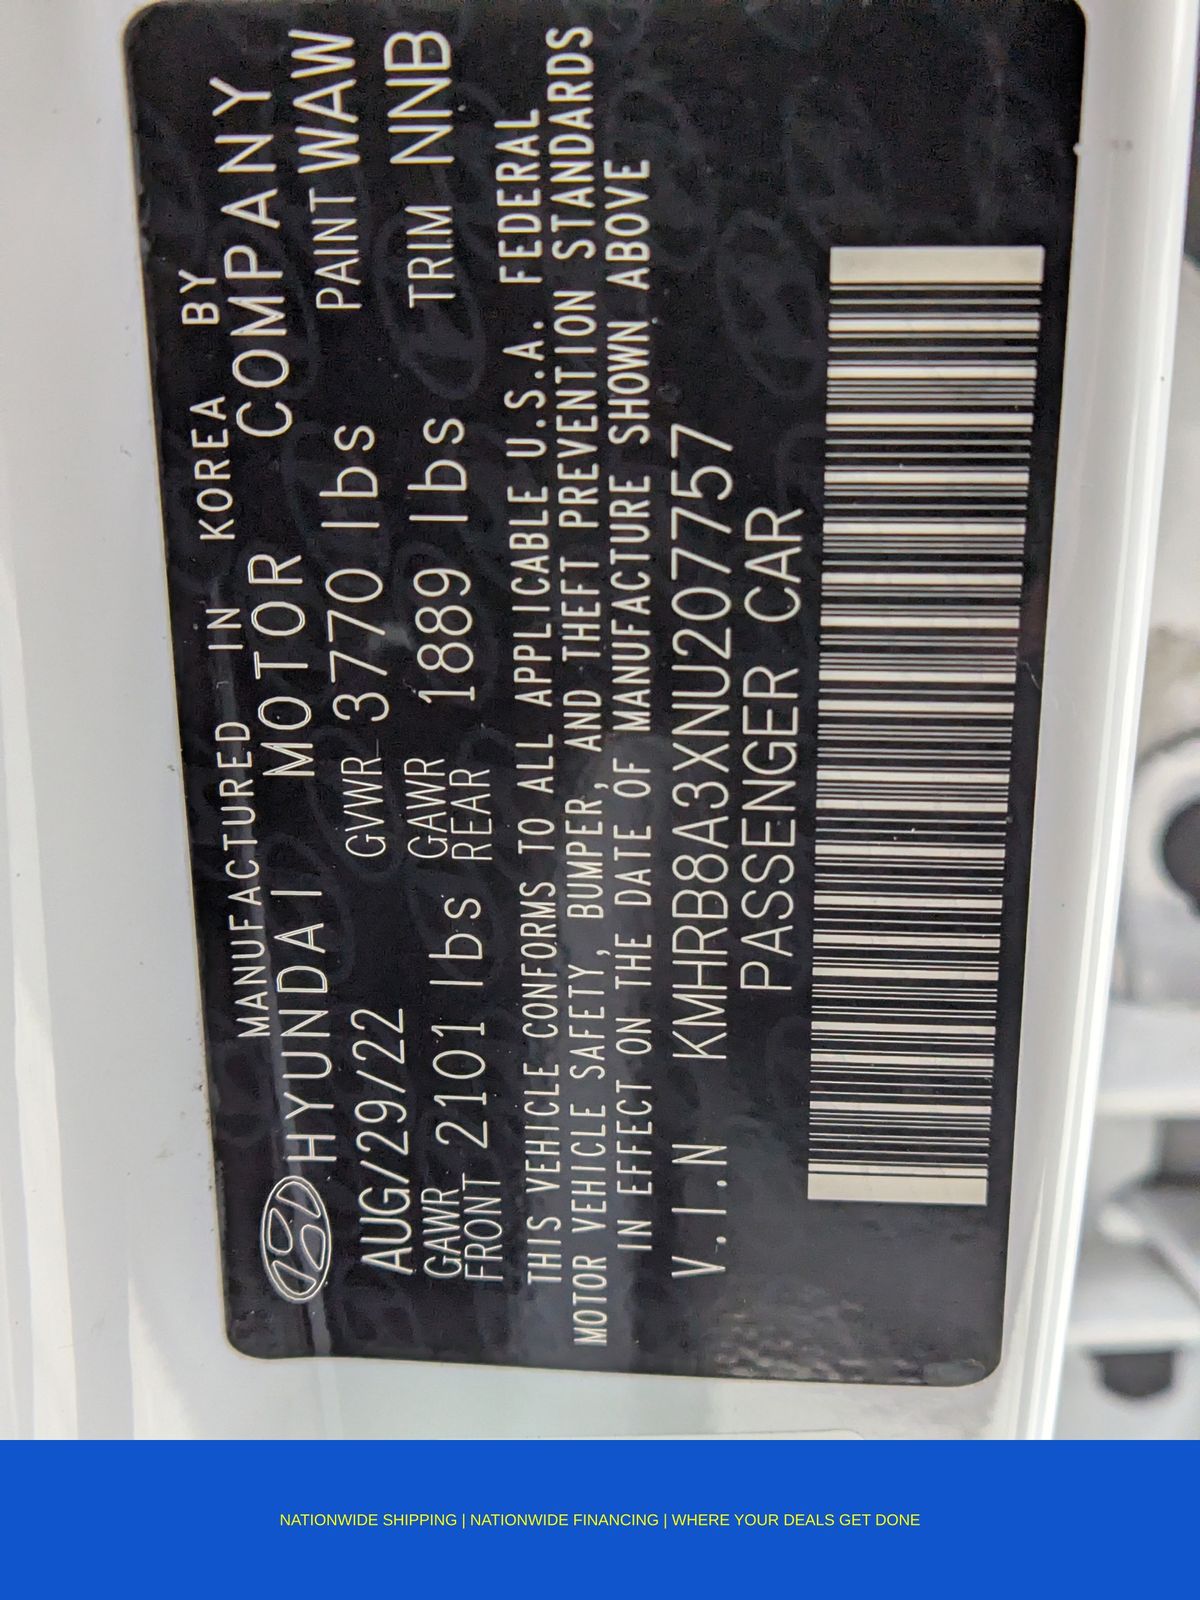 MANUFACTURED IN KOREA BY
HYUNDAI MOTOR COMPANY
AUG/29/22 GVWR 3770 lbs PAINT WAW
GAWR FRONT 2101 lbs GAWR REAR 1889 lbs TRIM NNB
THIS VEHICLE CONFORMS TO ALL APPLICABLE U.S.A. FEDERAL
MOTOR VEHICLE SAFETY, BUMPER, AND THEFT PREVENTION STANDARDS
IN EFFECT ON THE DATE OF MANUFACTURE SHOWN ABOVE
V.I.N KMHRB8A3XNU207757
PASSENGER CAR
NATIONWIDE SHIPPING | NATIONWIDE FINANCING | WHERE YOUR DEALS GET DONE